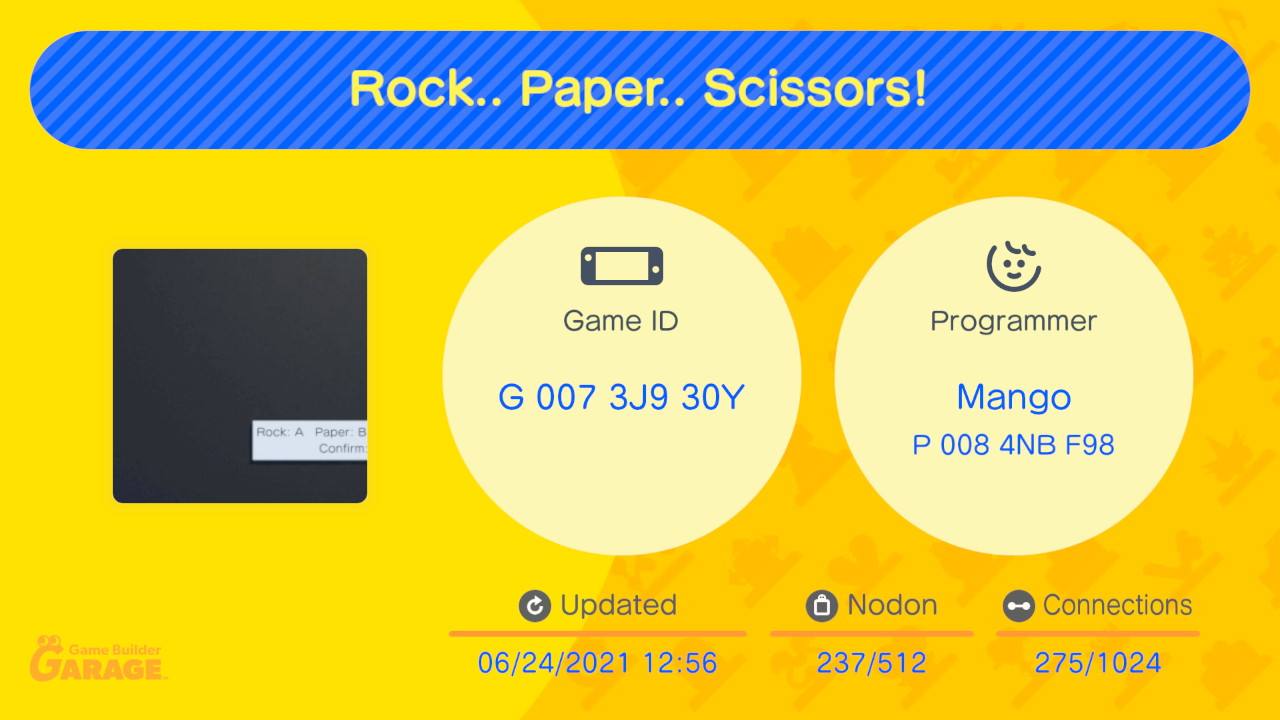 Rock.. Paper.. Scissors!
Rock: A Paper: B
Confirm:
Game ID
G 007 3J9 30Y
Programmer
Mango
P 008 4NB F98
Updated
06/24/2021 12:56
Nodon
237/512
Connections
275/1024
Game Builder
GARAGE